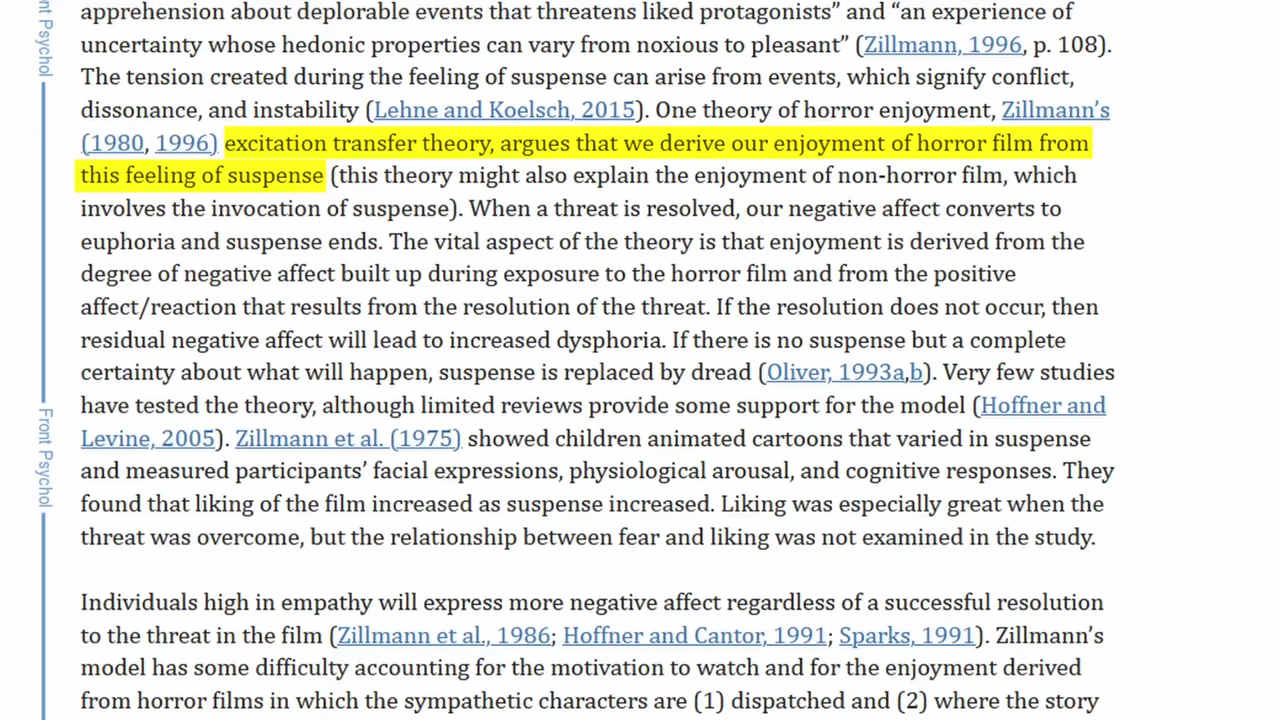 apprehension about deplorable events that threatens liked protagonists” and “an experience of
uncertainty whose hedonic properties can vary from noxious to pleasant” (Zillmann, 1996, p. 108).
The tension created during the feeling of suspense can arise from events, which signify conflict,
dissonance, and instability (Lehne and Koelsch, 2015). One theory of horror enjoyment, Zillmann’s
(1980, 1996) excitation transfer theory, argues that we derive our enjoyment of horror film from
this feeling of suspense (this theory might also explain the enjoyment of non-horror film, which
involves the invocation of suspense). When a threat is resolved, our negative affect converts to
euphoria and suspense ends. The vital aspect of the theory is that enjoyment is derived from the
degree of negative affect built up during exposure to the horror film and from the positive
affect/reaction that results from the resolution of the threat. If the resolution does not occur, then
residual negative affect will lead to increased dysphoria. If there is no suspense but a complete
certainty about what will happen, suspense is replaced by dread (Oliver, 1993a,b). Very few studies
have tested the theory, although limited reviews provide some support for the model (Hoffner and
Levine, 2005). Zillmann et al. (1975) showed children animated cartoons that varied in suspense
and measured participants’ facial expressions, physiological arousal, and cognitive responses. They
found that liking of the film increased as suspense increased. Liking was especially great when the
threat was overcome, but the relationship between fear and liking was not examined in the study.
Individuals high in empathy will express more negative affect regardless of a successful resolution
to the threat in the film (Zillmann et al., 1986; Hoffner and Cantor, 1991; Sparks, 1991). Zillmann’s
model has some difficulty accounting for the motivation to watch and for the enjoyment derived
from horror films in which the sympathetic characters are (1) dispatched and (2) where the story
nt Psychol
Front Psychol